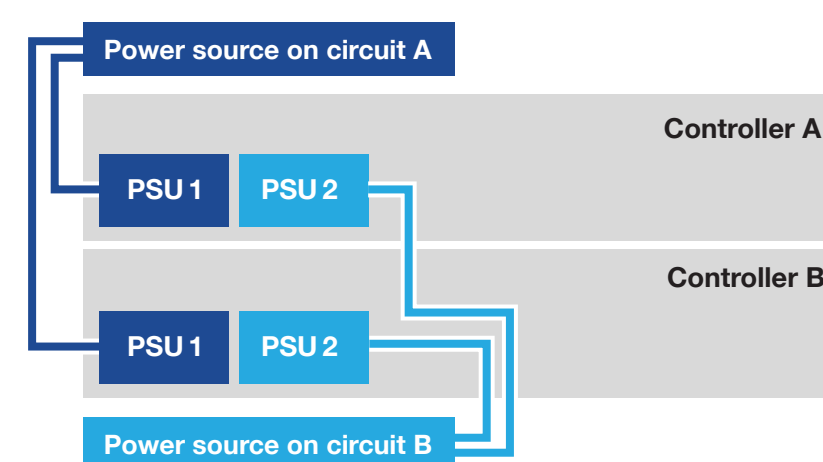 Power source on circuit A
Controller A
PSU 1
PSU 2
Controller B
PSU 1
PSU 2
Power source on circuit B